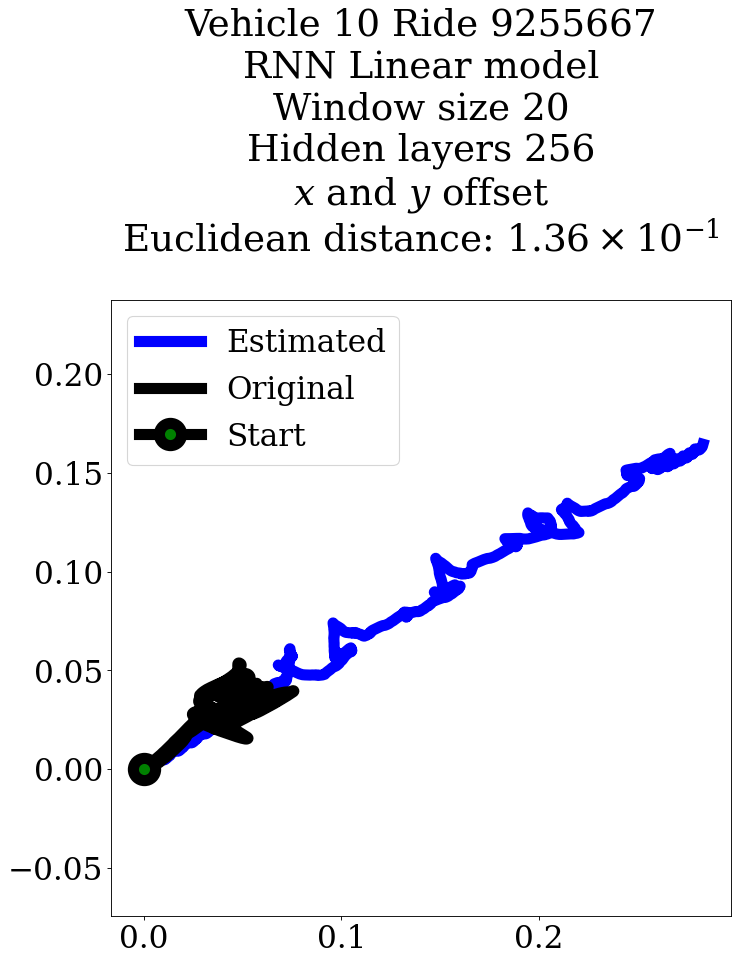 Vehicle 10 Ride 9255667
RNN Linear model
Window size 20
Hidden layers 256
x and y offset
Euclidean distance: 1.36 × 10⁻¹
Estimated
Original
Start
0.20
0.15
0.10
0.05
0.00
−0.05
0.0 0.1 0.2